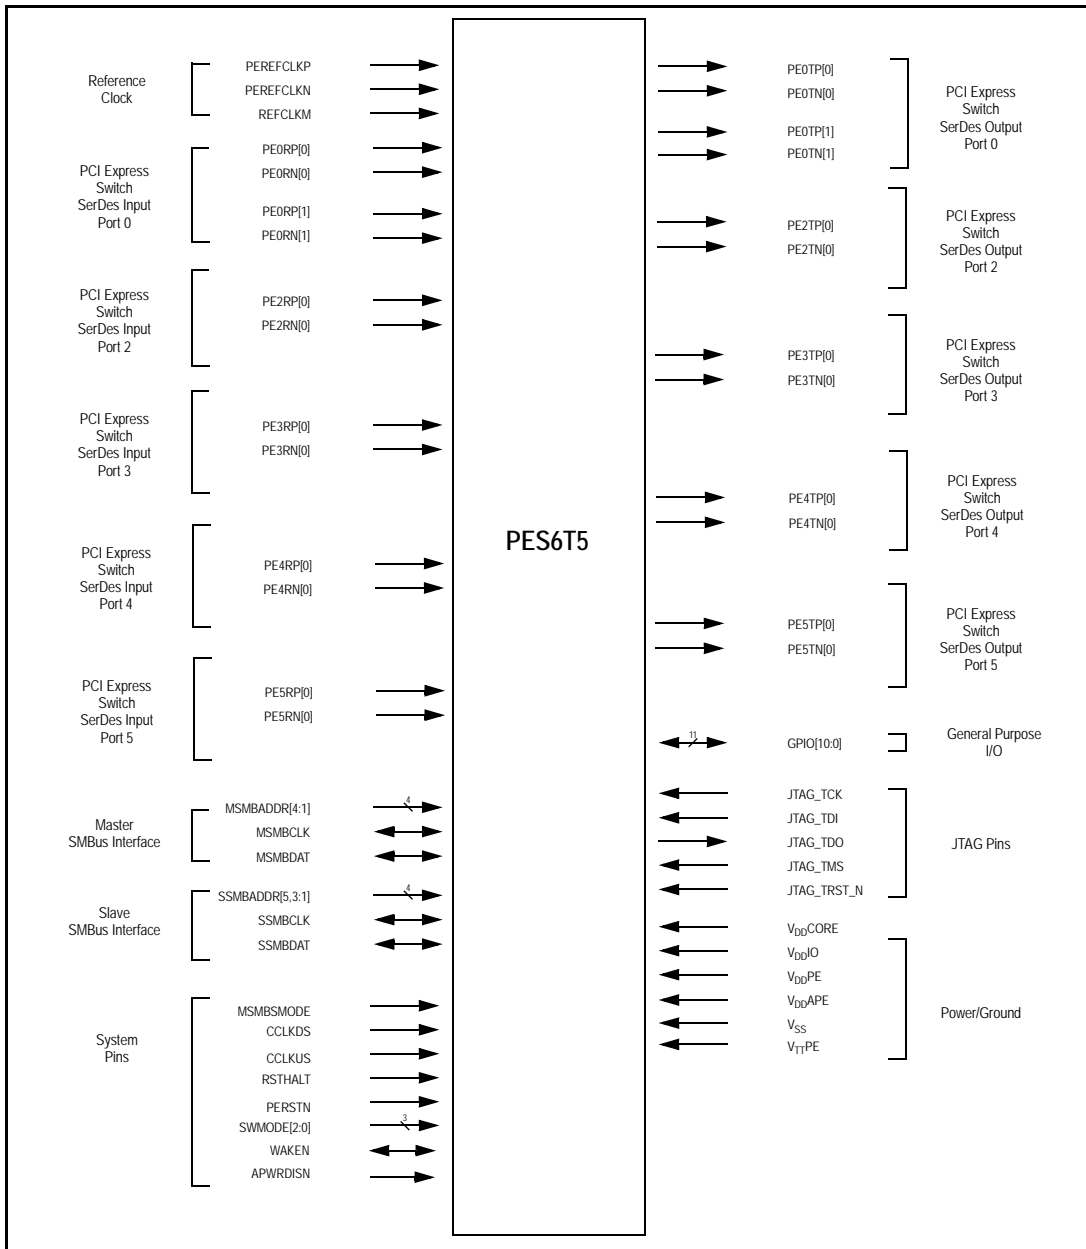 Reference
Clock
PEREFCLKP
PEREFCLKN
REFCLKM
PCI Express
Switch
SerDes Input
Port 0
PE0RP[0]
PE0RN[0]
PE0RP[1]
PE0RN[1]
PCI Express
Switch
SerDes Input
Port 2
PE2RP[0]
PE2RN[0]
PCI Express
Switch
SerDes Input
Port 3
PE3RP[0]
PE3RN[0]
PCI Express
Switch
SerDes Input
Port 4
PE4RP[0]
PE4RN[0]
PCI Express
Switch
SerDes Input
Port 5
PE5RP[0]
PE5RN[0]
Master
SMBus Interface
MSMBADDR[4:1]
4
MSMBCLK
MSMBDAT
Slave
SMBus Interface
SSMBADDR[5,3:1]
4
SSMBCLK
SSMBDAT
System
Pins
MSMBSMODE
CCLKDS
CCLKUS
RSTHALT
PERSTN
SWMODE[2:0]
3
WAKEN
APWRDISN
PES6T5
PE0TP[0]
PE0TN[0]
PE0TP[1]
PE0TN[1]
PCI Express
Switch
SerDes Output
Port 0
PE2TP[0]
PE2TN[0]
PCI Express
Switch
SerDes Output
Port 2
PE3TP[0]
PE3TN[0]
PCI Express
Switch
SerDes Output
Port 3
PE4TP[0]
PE4TN[0]
PCI Express
Switch
SerDes Output
Port 4
PE5TP[0]
PE5TN[0]
PCI Express
Switch
SerDes Output
Port 5
11
GPIO[10:0]
General Purpose
I/O
JTAG_TCK
JTAG_TDI
JTAG_TDO
JTAG_TMS
JTAG_TRST_N
JTAG Pins
VDDCORE
VDDIO
VDDPE
VDDAPE
VSS
VTTPE
Power/Ground